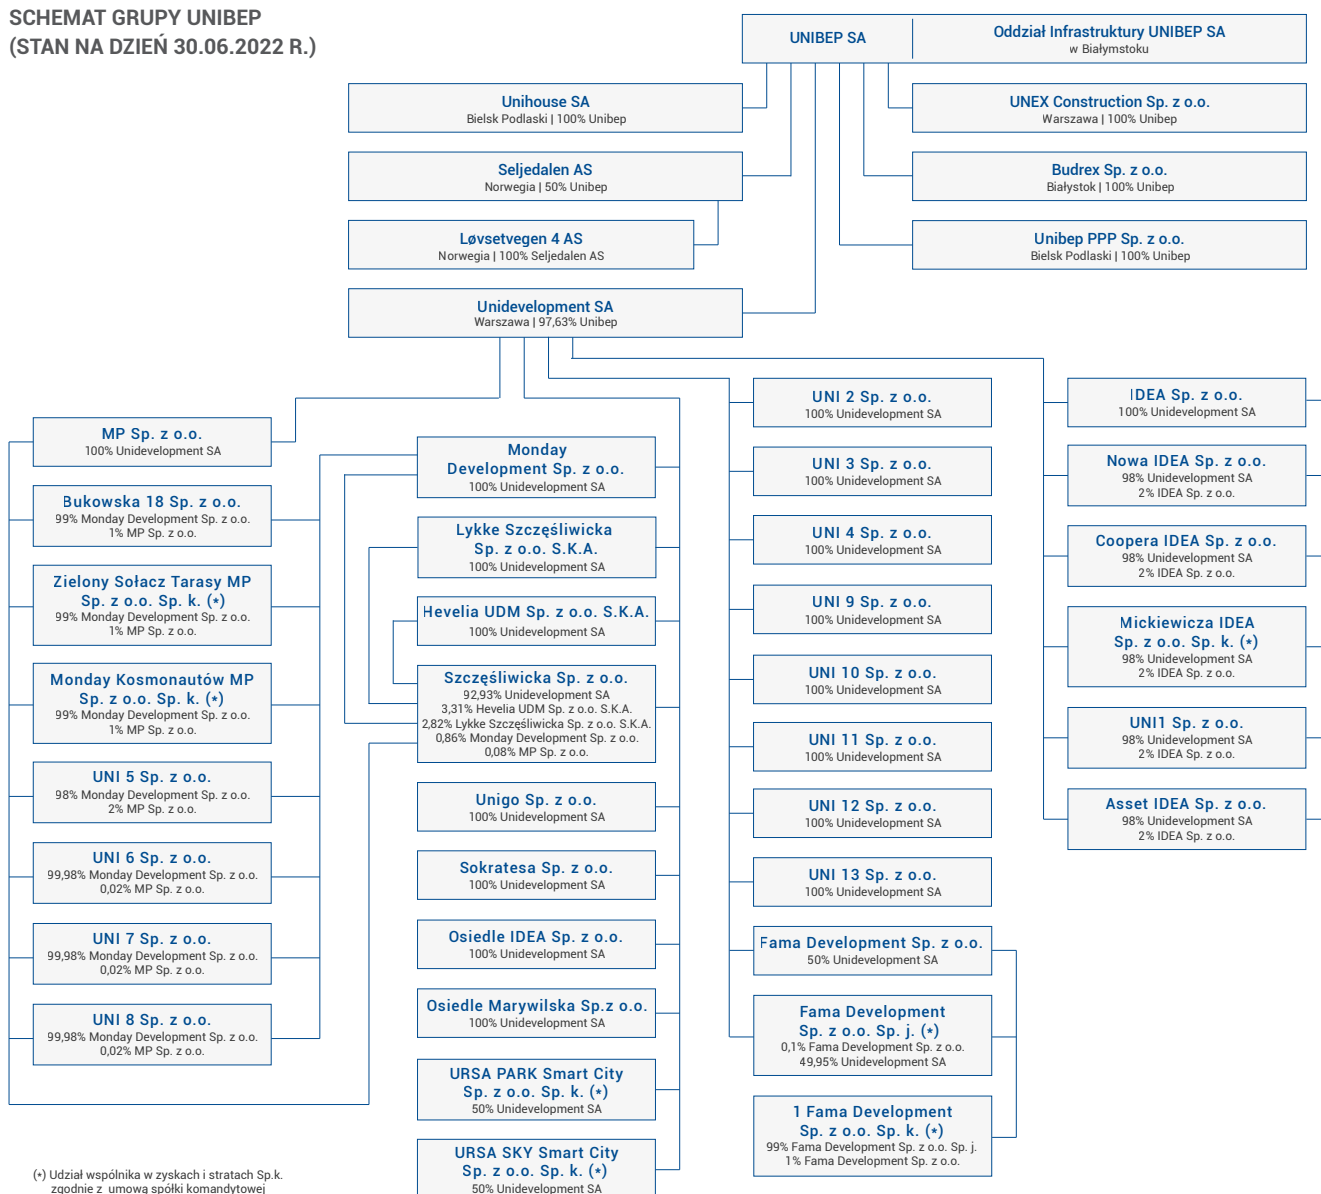 SCHEMAT GRUPY UNIBEP
(STAN NA DZIEŃ 30.06.2022 R.)
UNIBEP SA
Oddział Infrastruktury UNIBEP SA
w Białymstoku
Unihouse SA
Bielsk Podlaski | 100% Unibep
UNEX Construction Sp. z o.o.
Warszawa | 100% Unibep
Seljedalen AS
Norwegia | 50% Unibep
Budrex Sp. z o.o.
Białystok | 100% Unibep
Løvsetvegen 4 AS
Norwegia | 100% Seljedalen AS
Unibep PPP Sp. z o.o.
Bielsk Podlaski | 100% Unibep
Unidevelopment SA
Warszawa | 97,63% Unibep
MP Sp. z o.o.
100% Unidevelopment SA
Bukowska 18 Sp. z o.o.
99% Monday Development Sp. z o.o.
1% MP Sp. z o.o.
Zielony Sołacz Tarasy MP
Sp. z o.o. Sp. k. (*)
99% Monday Development Sp. z o.o.
1% MP Sp. z o.o.
Monday Kosmonautów MP
Sp. z o.o. Sp. k. (*)
99% Monday Development Sp. z o.o.
1% MP Sp. z o.o.
UNI 5 Sp. z o.o.
98% Monday Development Sp. z o.o.
2% MP Sp. z o.o.
UNI 6 Sp. z o.o.
99,98% Monday Development Sp. z o.o.
0,02% MP Sp. z o.o.
UNI 7 Sp. z o.o.
99,98% Monday Development Sp. z o.o.
0,02% MP Sp. z o.o.
UNI 8 Sp. z o.o.
99,98% Monday Development Sp. z o.o.
0,02% MP Sp. z o.o.
Monday
Development Sp. z o.o.
100% Unidevelopment SA
Lykke Szczęśliwicka
Sp. z o.o. S.K.A.
100% Unidevelopment SA
Hevelia UDM Sp. z o.o. S.K.A.
100% Unidevelopment SA
Szczęśliwicka Sp. z o.o.
92,93% Unidevelopment SA
3,31% Hevelia UDM Sp. z o.o. S.K.A.
2,82% Lykke Szczęśliwicka Sp. z o.o. S.K.A.
0,86% Monday Development Sp. z o.o.
0,08% MP Sp. z o.o.
Unigo Sp. z o.o.
100% Unidevelopment SA
Sokratesa Sp. z o.o.
100% Unidevelopment SA
Osiedle IDEA Sp. z o.o.
100% Unidevelopment SA
Osiedle Marywilska Sp.z o.o.
100% Unidevelopment SA
URSA PARK Smart City
Sp. z o.o. Sp. k. (*)
50% Unidevelopment SA
URSA SKY Smart City
Sp. z o.o. Sp. k. (*)
50% Unidevelopment SA
UNI 2 Sp. z o.o.
100% Unidevelopment SA
UNI 3 Sp. z o.o.
100% Unidevelopment SA
UNI 4 Sp. z o.o.
100% Unidevelopment SA
UNI 9 Sp. z o.o.
100% Unidevelopment SA
UNI 10 Sp. z o.o.
100% Unidevelopment SA
UNI 11 Sp. z o.o.
100% Unidevelopment SA
UNI 12 Sp. z o.o.
100% Unidevelopment SA
UNI 13 Sp. z o.o.
100% Unidevelopment SA
Fama Development Sp. z o.o.
50% Unidevelopment SA
Fama Development
Sp. z o.o. Sp. j. (*)
0,1% Fama Development Sp. z o.o.
49,95% Unidevelopment SA
1 Fama Development
Sp. z o.o. Sp. k. (*)
99% Fama Development Sp. z o.o. Sp. j.
1% Fama Development Sp. z o.o.
IDEA Sp. z o.o.
100% Unidevelopment SA
Nowa IDEA Sp. z o.o.
98% Unidevelopment SA
2% IDEA Sp. z o.o.
Coopera IDEA Sp. z o.o.
98% Unidevelopment SA
2% IDEA Sp. z o.o.
Mickiewicza IDEA
Sp. z o.o. Sp. k. (*)
98% Unidevelopment SA
2% IDEA Sp. z o.o.
UNI1 Sp. z o.o.
98% Unidevelopment SA
2% IDEA Sp. z o.o.
Asset IDEA Sp. z o.o.
98% Unidevelopment SA
2% IDEA Sp. z o.o.
(*) Udział wspólnika w zyskach i stratach Sp.k.
zgodnie z umową spółki komandytowej